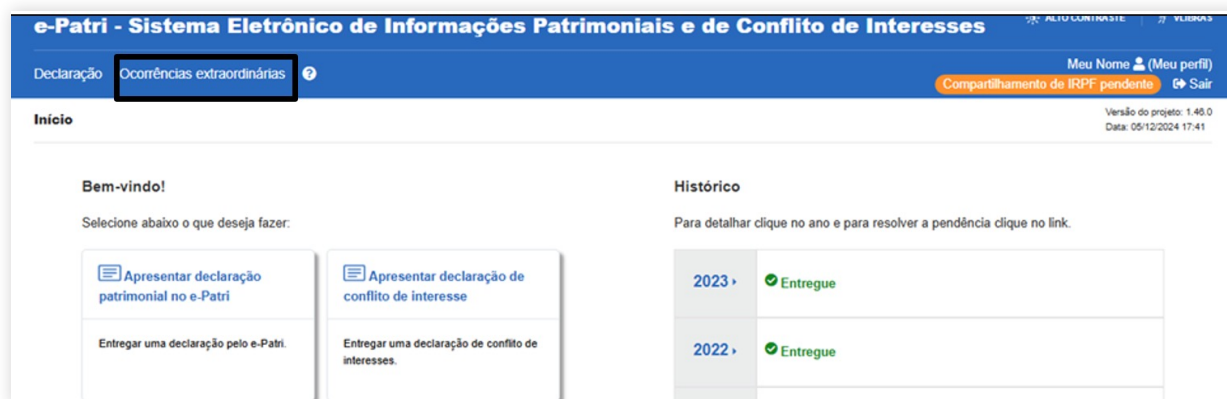 e-Patri - Sistema Eletrônico de Informações Patrimoniais e de Conflito de Interesses
ALTO CONTRASTE
VLIBRAS
Declaração
Ocorrências extraordinárias
?
Meu Nome (Meu perfil)
Compartilhamento de IRPF pendente
Sair
Início
Versão do projeto: 1.46.0
Data: 05/12/2024 17:41
Bem-vindo!
Selecione abaixo o que deseja fazer:
Apresentar declaração
patrimonial no e-Patri
Entregar uma declaração pelo e-Patri.
Apresentar declaração de
conflito de interesse
Entregar uma declaração de conflito de
interesses.
Histórico
Para detalhar clique no ano e para resolver a pendência clique no link.
2023
Entregue
2022
Entregue